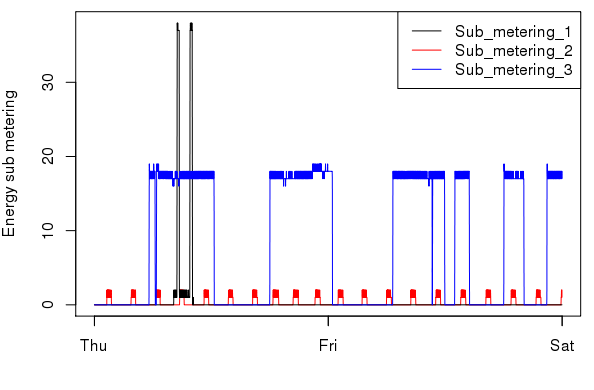 Sub_metering_1
Sub_metering_2
Sub_metering_3
Energy sub metering
30
20
10
0
Thu Fri Sat